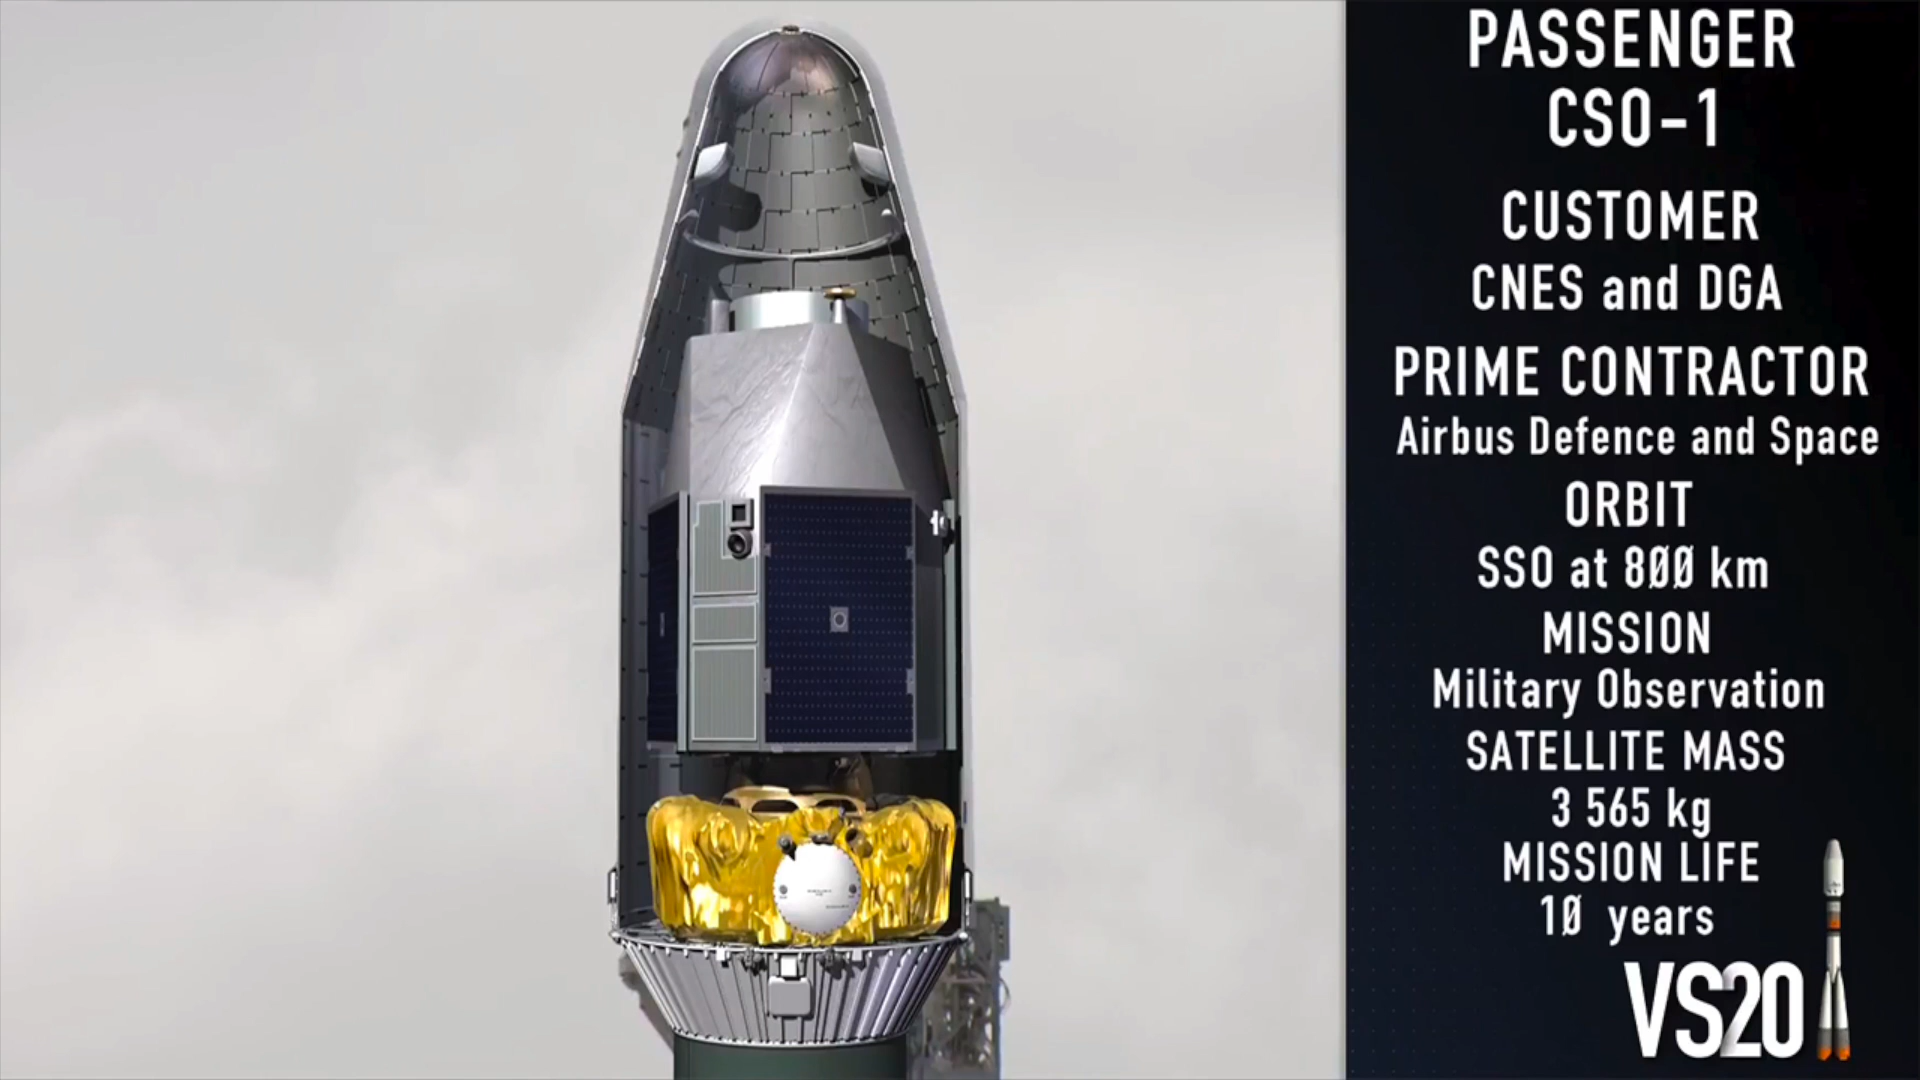 PASSENGER
CSO-1
CUSTOMER
CNES and DGA
PRIME CONTRACTOR
Airbus Defence and Space
ORBIT
SSO at 800 km
MISSION
Military Observation
SATELLITE MASS
3 565 kg
MISSION LIFE
10 years
VS20